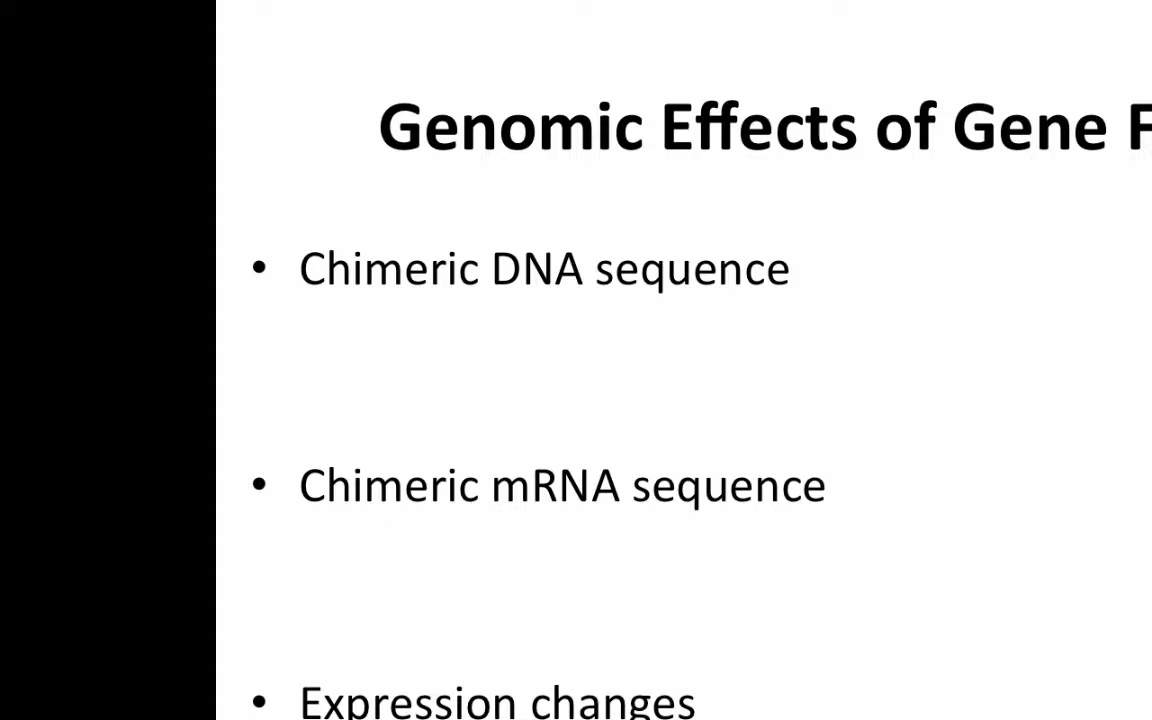 Genomic Effects of Gene F
• Chimeric DNA sequence
• Chimeric mRNA sequence
• Expression changes